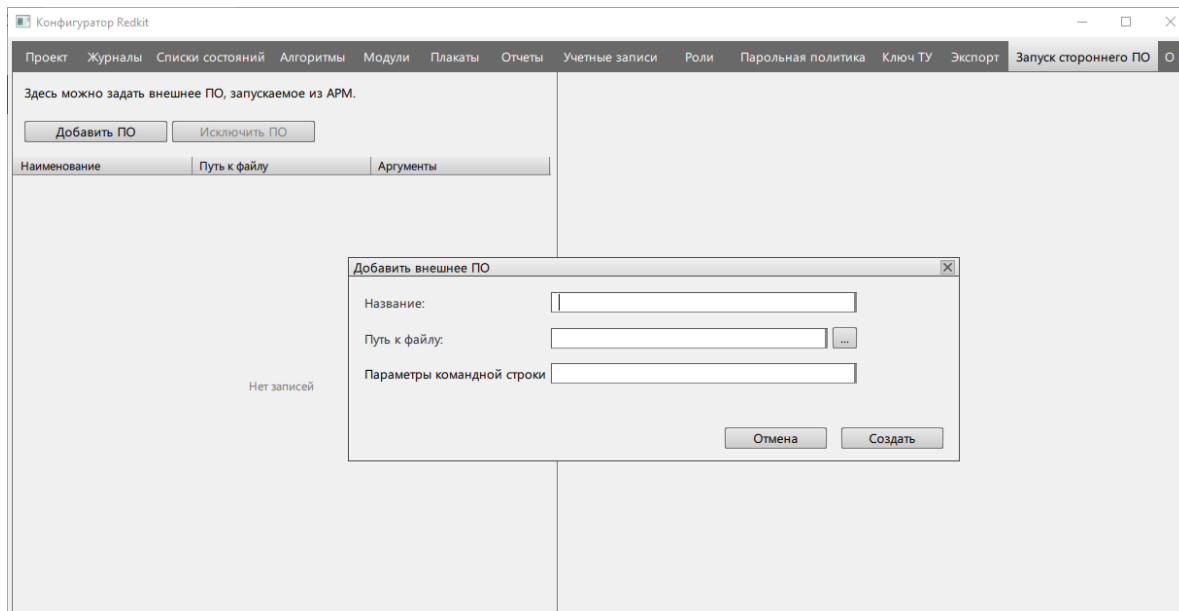 Конфигуратор Redkit
Проект Журналы Списки состояний Алгоритмы Модули Плакаты Отчеты Учетные записи Роли Парольная политика Ключ ТУ Экспорт Запуск стороннего ПО О
Здесь можно задать внешнее ПО, запускаемое из АРМ.
Добавить ПО Исключить ПО
Наименование Путь к файлу Аргументы
Добавить внешнее ПО
Название:
Путь к файлу: ...
Параметры командной строки
Нет записей
Отмена Создать